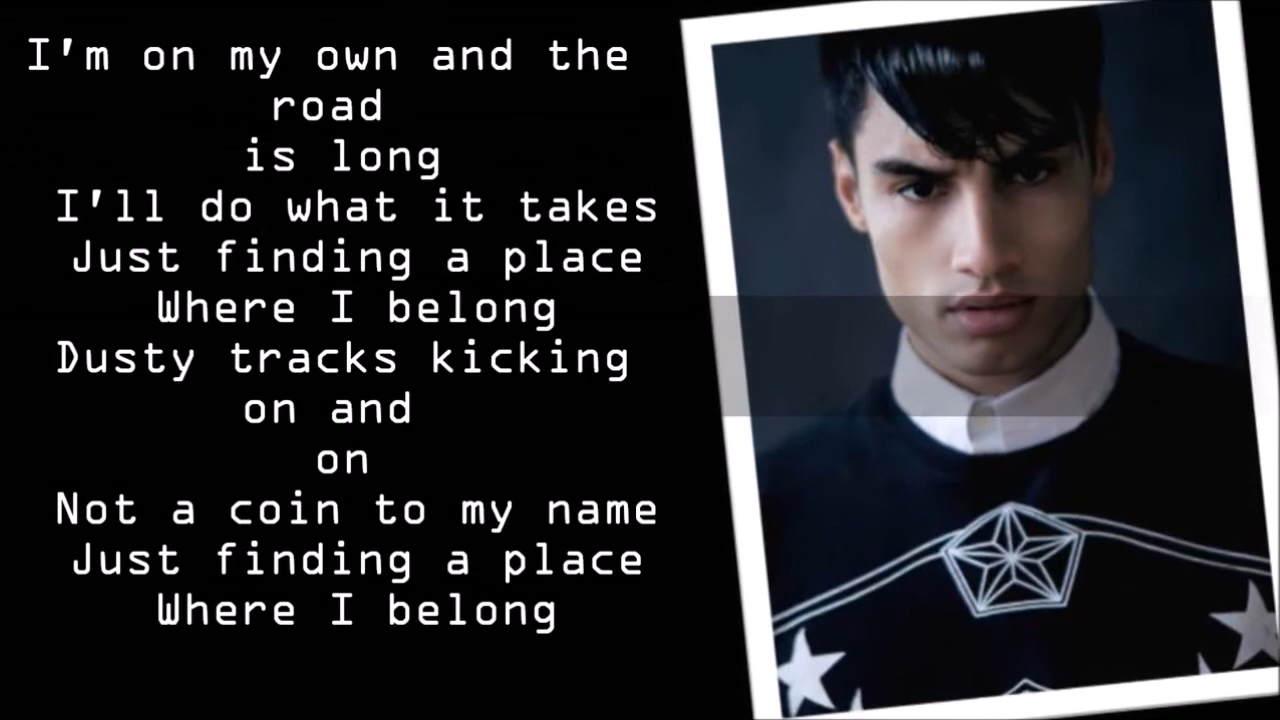 I'm on my own and the
road
is long
I'll do what it takes
Just finding a place
Where I belong
Dusty tracks kicking
on and
on
Not a coin to my name
Just finding a place
Where I belong